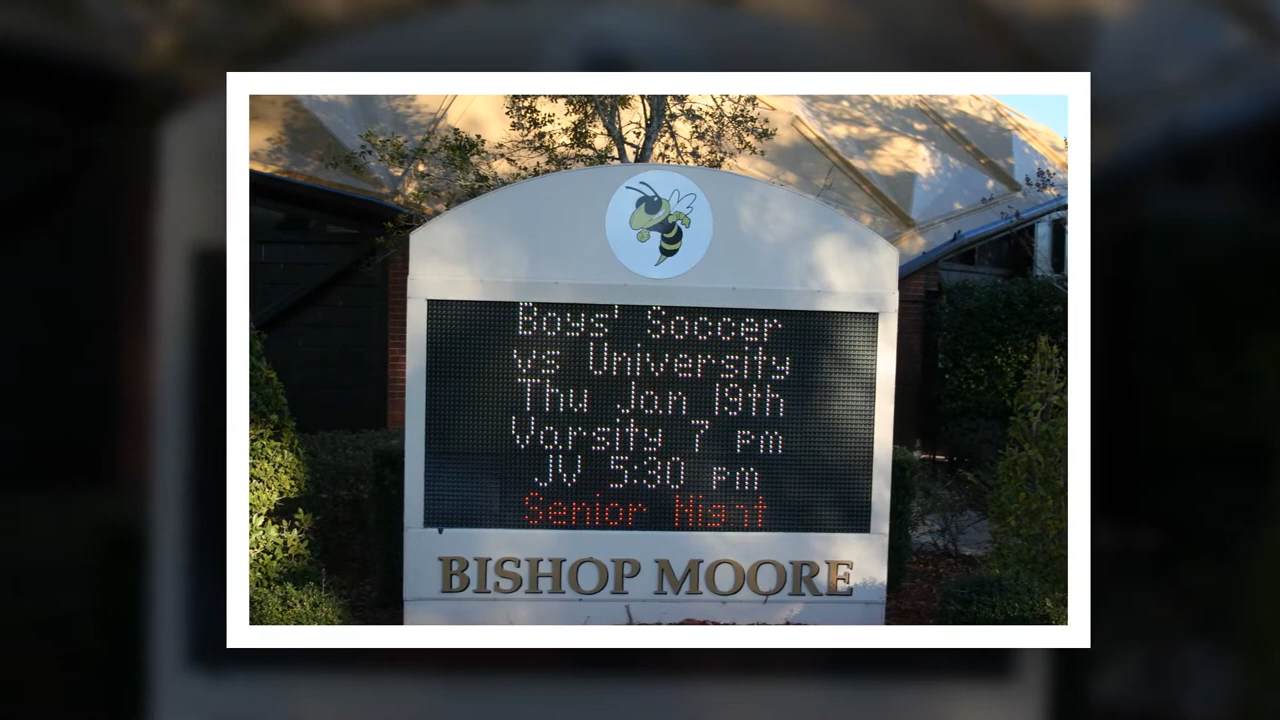 Boys' Soccer
vs University
Thu Jan 19th
Varsity 7 pm
JV 5:30 pm
Senior Night
BISHOP MOORE